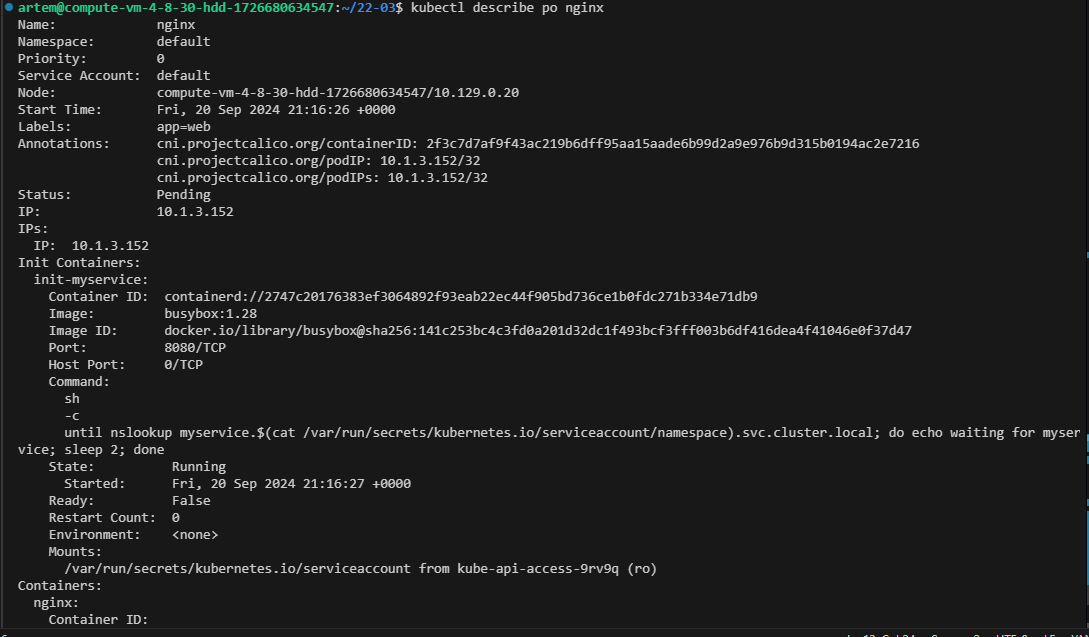 artem@compute-vm-4-8-30-hdd-1726680634547:~/22-03$ kubectl describe po nginx
Name:             nginx
Namespace:        default
Priority:         0
Service Account:  default
Node:             compute-vm-4-8-30-hdd-1726680634547/10.129.0.20
Start Time:       Fri, 20 Sep 2024 21:16:26 +0000
Labels:           app=web
Annotations:      cni.projectcalico.org/containerID: 2f3c7d7af9f43ac219b6dff95aa15aade6b99d2a9e976b9d315b0194ac2e7216
                  cni.projectcalico.org/podIP: 10.1.3.152/32
                  cni.projectcalico.org/podIPs: 10.1.3.152/32
Status:           Pending
IP:               10.1.3.152
IPs:
  IP:  10.1.3.152
Init Containers:
  init-myservice:
    Container ID:  containerd://2747c20176383ef3064892f93eab22ec44f905bd736ce1b0fdc271b334e71db9
    Image:         busybox:1.28
    Image ID:      docker.io/library/busybox@sha256:141c253bc4c3fd0a201d32dc1f493bcf3fff003b6df416dea4f41046e0f37d47
    Port:          8080/TCP
    Host Port:     0/TCP
    Command:
      sh
      -c
      until nslookup myservice.$(cat /var/run/secrets/kubernetes.io/serviceaccount/namespace).svc.cluster.local; do echo waiting for myser
vice; sleep 2; done
    State:          Running
      Started:      Fri, 20 Sep 2024 21:16:27 +0000
    Ready:          False
    Restart Count:  0
    Environment:    <none>
    Mounts:
      /var/run/secrets/kubernetes.io/serviceaccount from kube-api-access-9rv9q (ro)
Containers:
  nginx:
    Container ID: